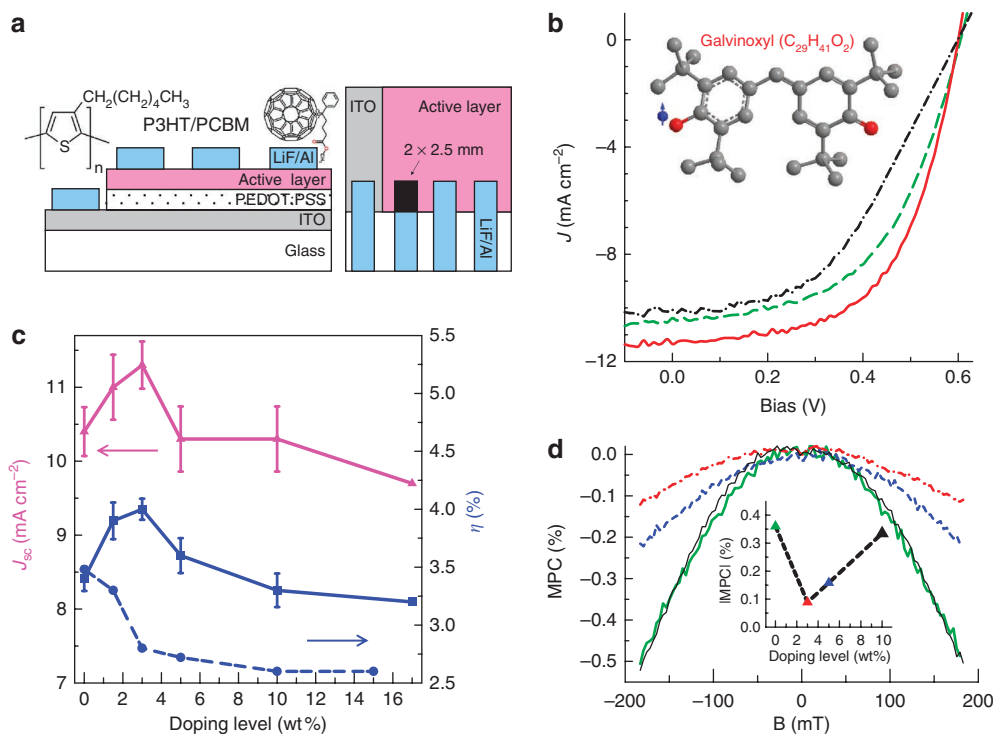 a
CH2(CH2)4CH3
P3HT/PCBM
S
n
LiF/Al
Active layer
PEDOT:PSS
ITO
Glass
ITO
Active layer
2 × 2.5 mm
LiF/Al
b
Galvinoxyl (C29H41O2)
0
−4
−8
−12
J (mA cm−2)
0.0
0.2
0.4
0.6
Bias (V)
c
11
10
9
8
7
Jsc (mA cm−2)
5.5
5.0
4.5
4.0
3.5
3.0
2.5
η (%)
0
2
4
6
8
10
12
14
16
Doping level (wt%)
d
0.0
−0.1
−0.2
−0.3
−0.4
−0.5
MPC (%)
−200
−100
0
100
200
B (mT)
0.4
0.3
0.2
0.1
0.0
IMPCI (%)
0
2
4
6
8
10
Doping level (wt%)